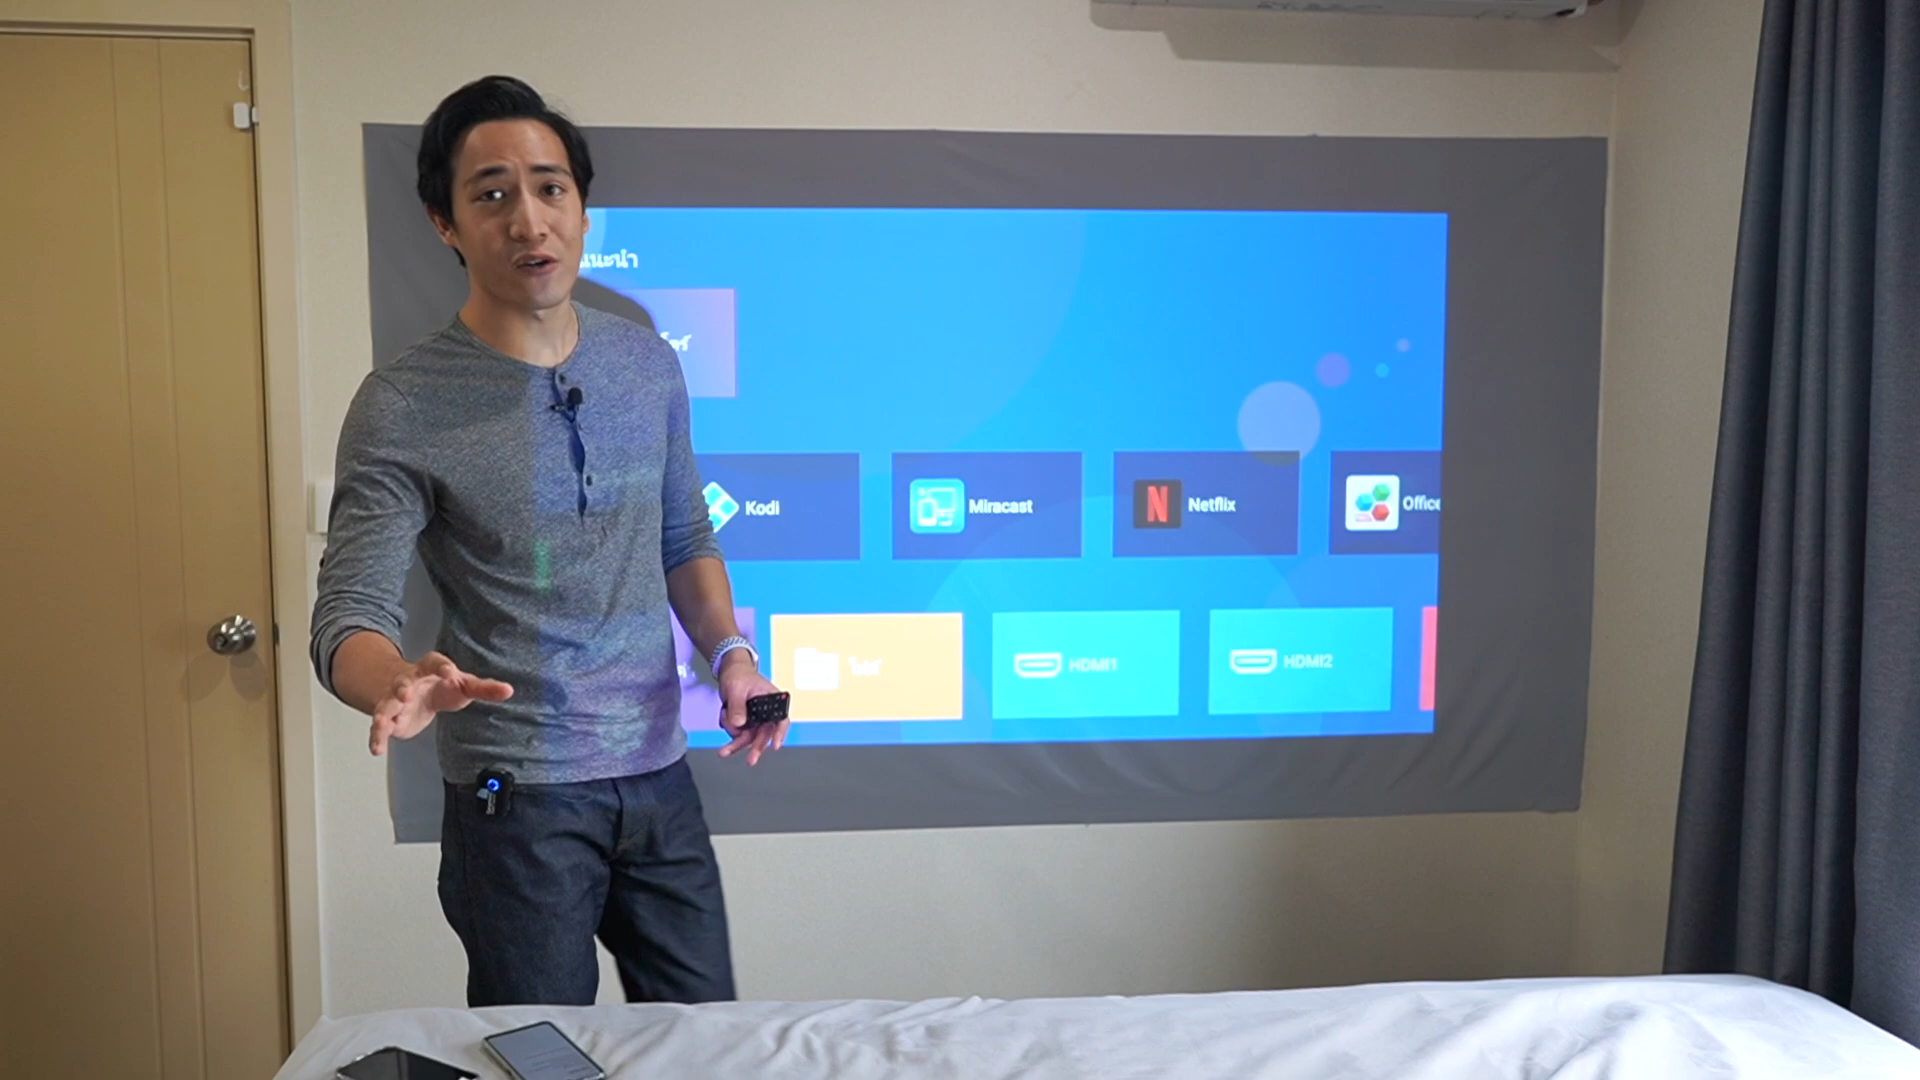 แนะนำ
Kodi
Miracast
Netflix
Office
HDMI1
HDMI2